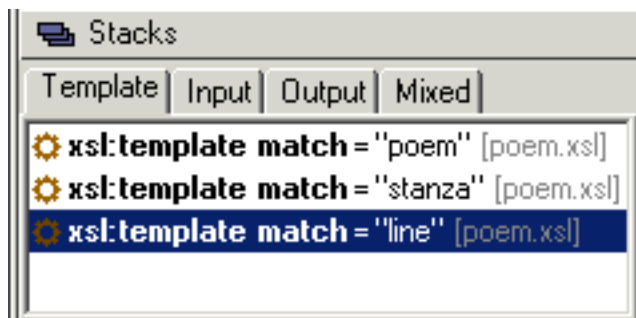 Stacks
Template Input Output Mixed
xsl:template match = "poem" [poem.xsl]
xsl:template match = "stanza" [poem.xsl]
xsl:template match = "line" [poem.xsl]